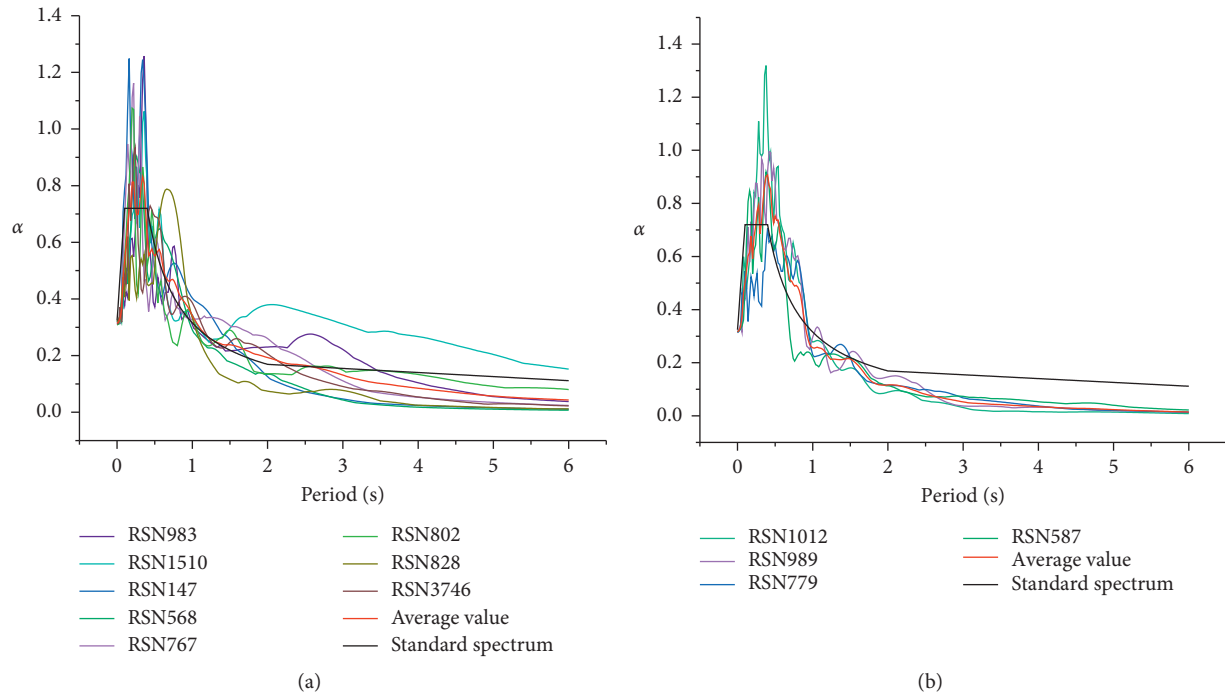 1.4
1.2
1.0
0.8
α
0.6
0.4
0.2
0.0
0 1 2 3 4 5 6
Period (s)
RSN983 RSN802
RSN1510 RSN828
RSN147 RSN3746
RSN568 Average value
RSN767 Standard spectrum
(a)
1.4
1.2
1.0
0.8
α
0.6
0.4
0.2
0.0
0 1 2 3 4 5 6
Period (s)
RSN1012 RSN587
RSN989 Average value
RSN779 Standard spectrum
(b)